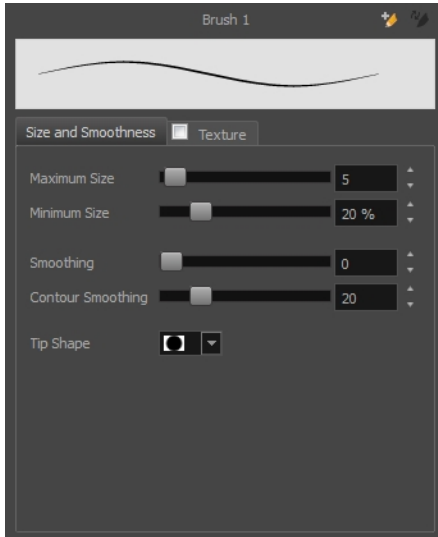 Brush 1
Size and Smoothness
Texture
Maximum Size 5
Minimum Size 20 %
Smoothing 0
Contour Smoothing 20
Tip Shape